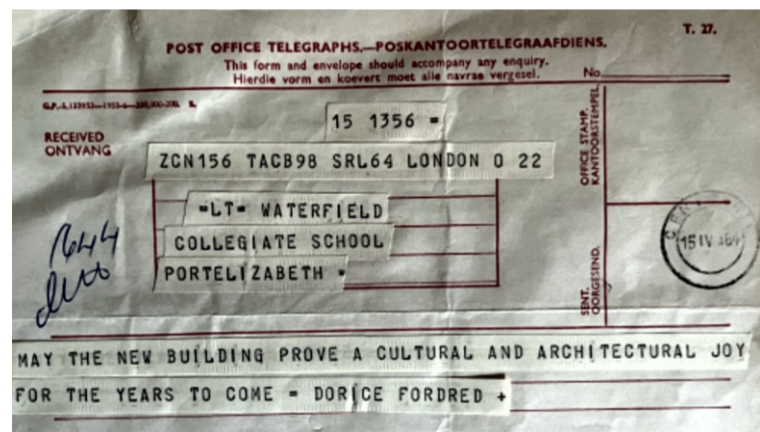 T. 27.
POST OFFICE TELEGRAPHS.—POSKANTOORTELEGRAAFDIENS.
This form and envelope should accompany any enquiry.
Hierdie vorm en koevert moet alle navrae vergesel.
No.
RECEIVED
ONTVANG
15 1356 =
OFFICE STAMP.
KANTOORSTEMPEL.
ZCN156 TACB98 SRL64 LONDON O 22
=LT= WATERFIELD
COLLEGIATE SCHOOL
PORTELIZABETH =
1644
15 IV
SENT.
OORGESEND.
MAY THE NEW BUILDING PROVE A CULTURAL AND ARCHITECTURAL JOY
FOR THE YEARS TO COME = DORICE FORDRED +